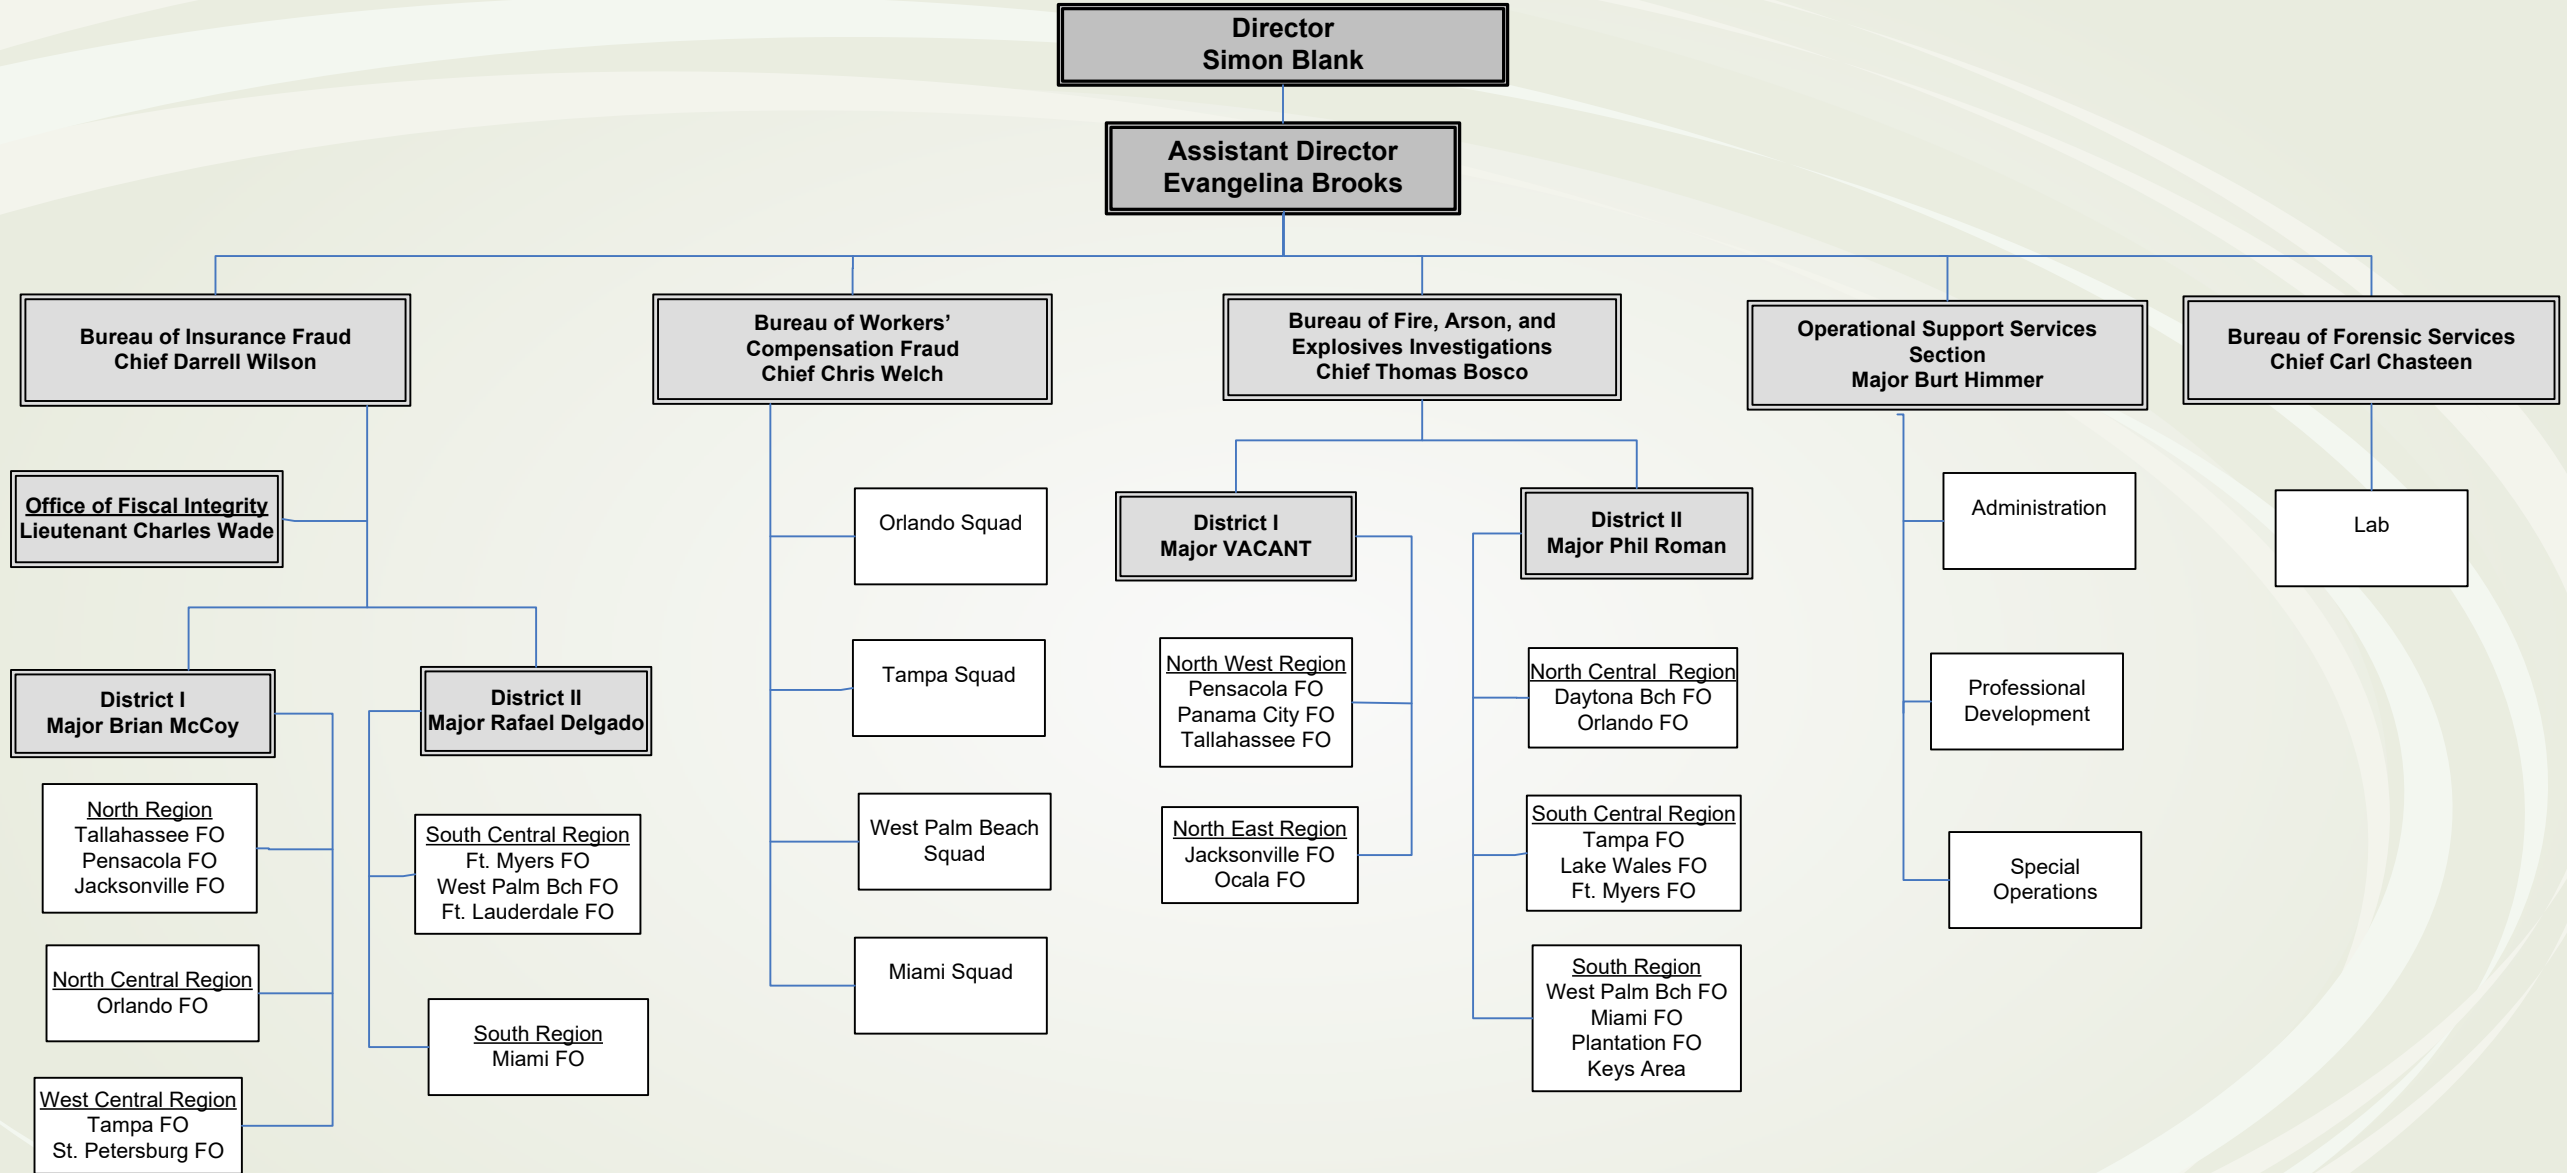 Director
Simon Blank
Assistant Director
Evangelina Brooks
Bureau of Insurance Fraud
Chief Darrell Wilson
Bureau of Workers’
Compensation Fraud
Chief Chris Welch
Bureau of Fire, Arson, and
Explosives Investigations
Chief Thomas Bosco
Operational Support Services
Section
Major Burt Himmer
Bureau of Forensic Services
Chief Carl Chasteen
Office of Fiscal Integrity
Lieutenant Charles Wade
District I
Major Brian McCoy
North Region
Tallahassee FO
Pensacola FO
Jacksonville FO
North Central Region
Orlando FO
West Central Region
Tampa FO
St. Petersburg FO
District II
Major Rafael Delgado
South Central Region
Ft. Myers FO
West Palm Bch FO
Ft. Lauderdale FO
South Region
Miami FO
Orlando Squad
Tampa Squad
West Palm Beach
Squad
Miami Squad
District I
Major VACANT
North West Region
Pensacola FO
Panama City FO
Tallahassee FO
North East Region
Jacksonville FO
Ocala FO
District II
Major Phil Roman
North Central  Region
Daytona Bch FO
Orlando FO
South Central Region
Tampa FO
Lake Wales FO
Ft. Myers FO
South Region
West Palm Bch FO
Miami FO
Plantation FO
Keys Area
Administration
Professional
Development
Special
Operations
Lab